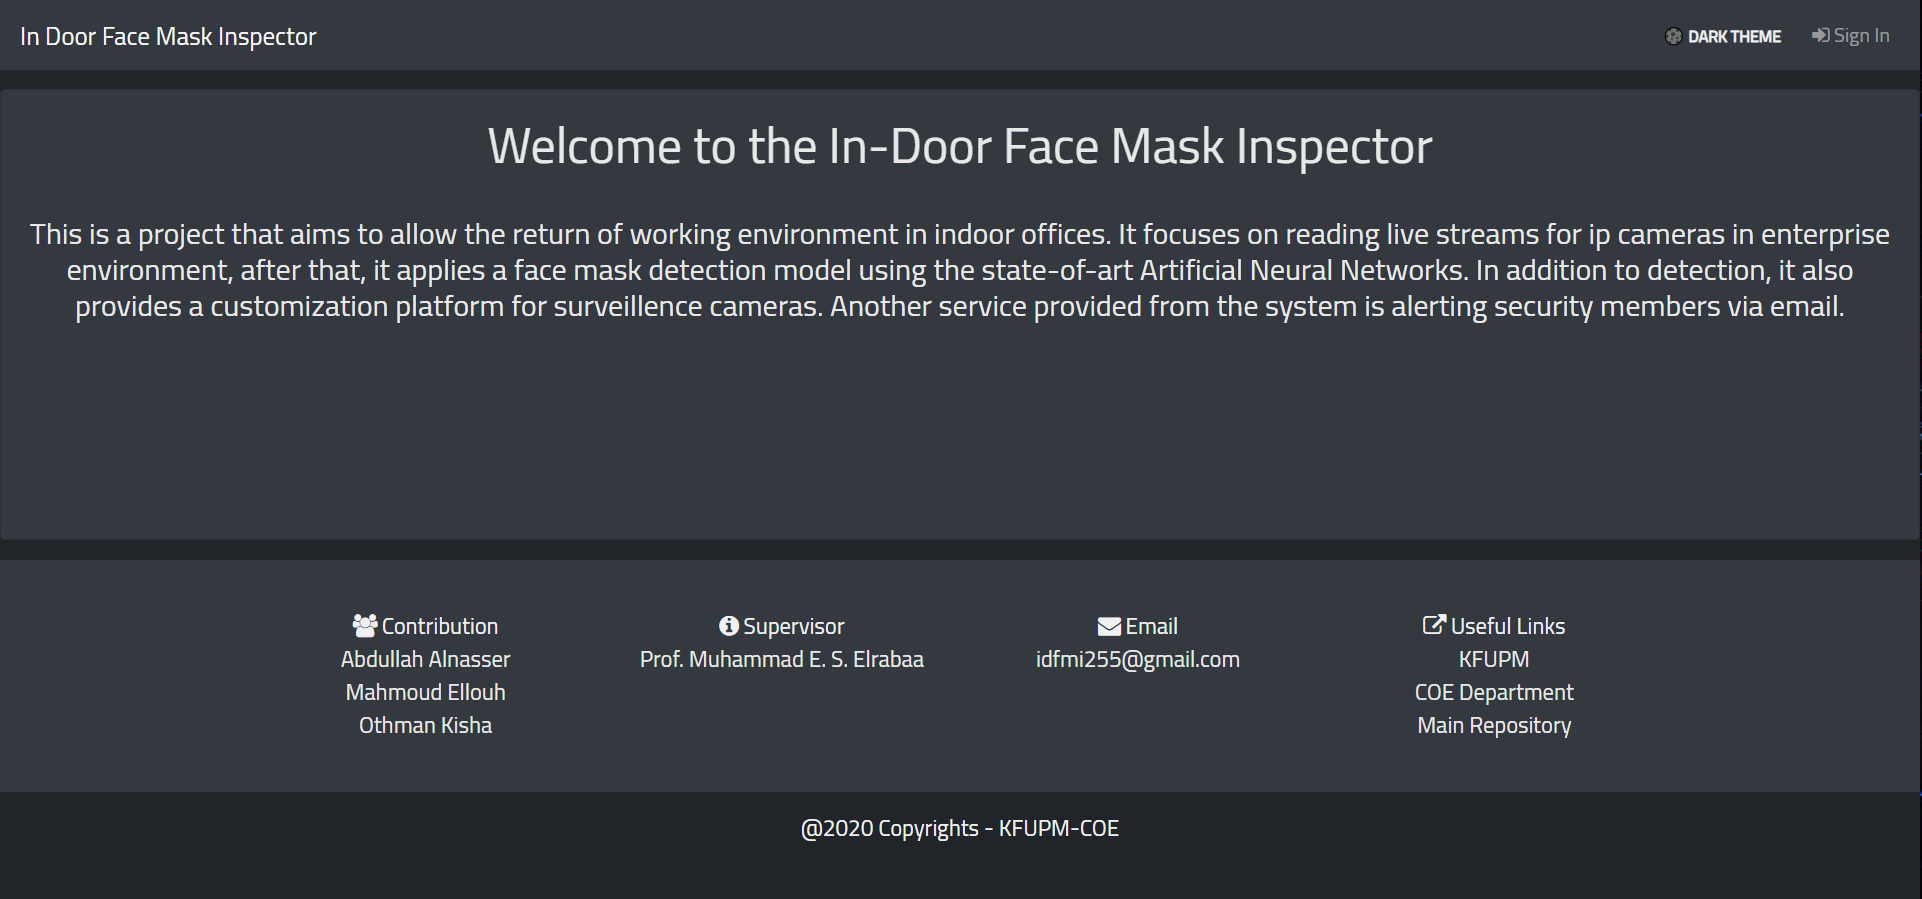 In Door Face Mask Inspector
DARK THEME
Sign In
Welcome to the In-Door Face Mask Inspector
This is a project that aims to allow the return of working environment in indoor offices. It focuses on reading live streams for ip cameras in enterprise
environment, after that, it applies a face mask detection model using the state-of-art Artificial Neural Networks. In addition to detection, it also
provides a customization platform for surveillence cameras. Another service provided from the system is alerting security members via email.
Contribution
Abdullah Alnasser
Mahmoud Ellouh
Othman Kisha
Supervisor
Prof. Muhammad E. S. Elrabaa
Email
idfmi255@gmail.com
Useful Links
KFUPM
COE Department
Main Repository
@2020 Copyrights - KFUPM-COE